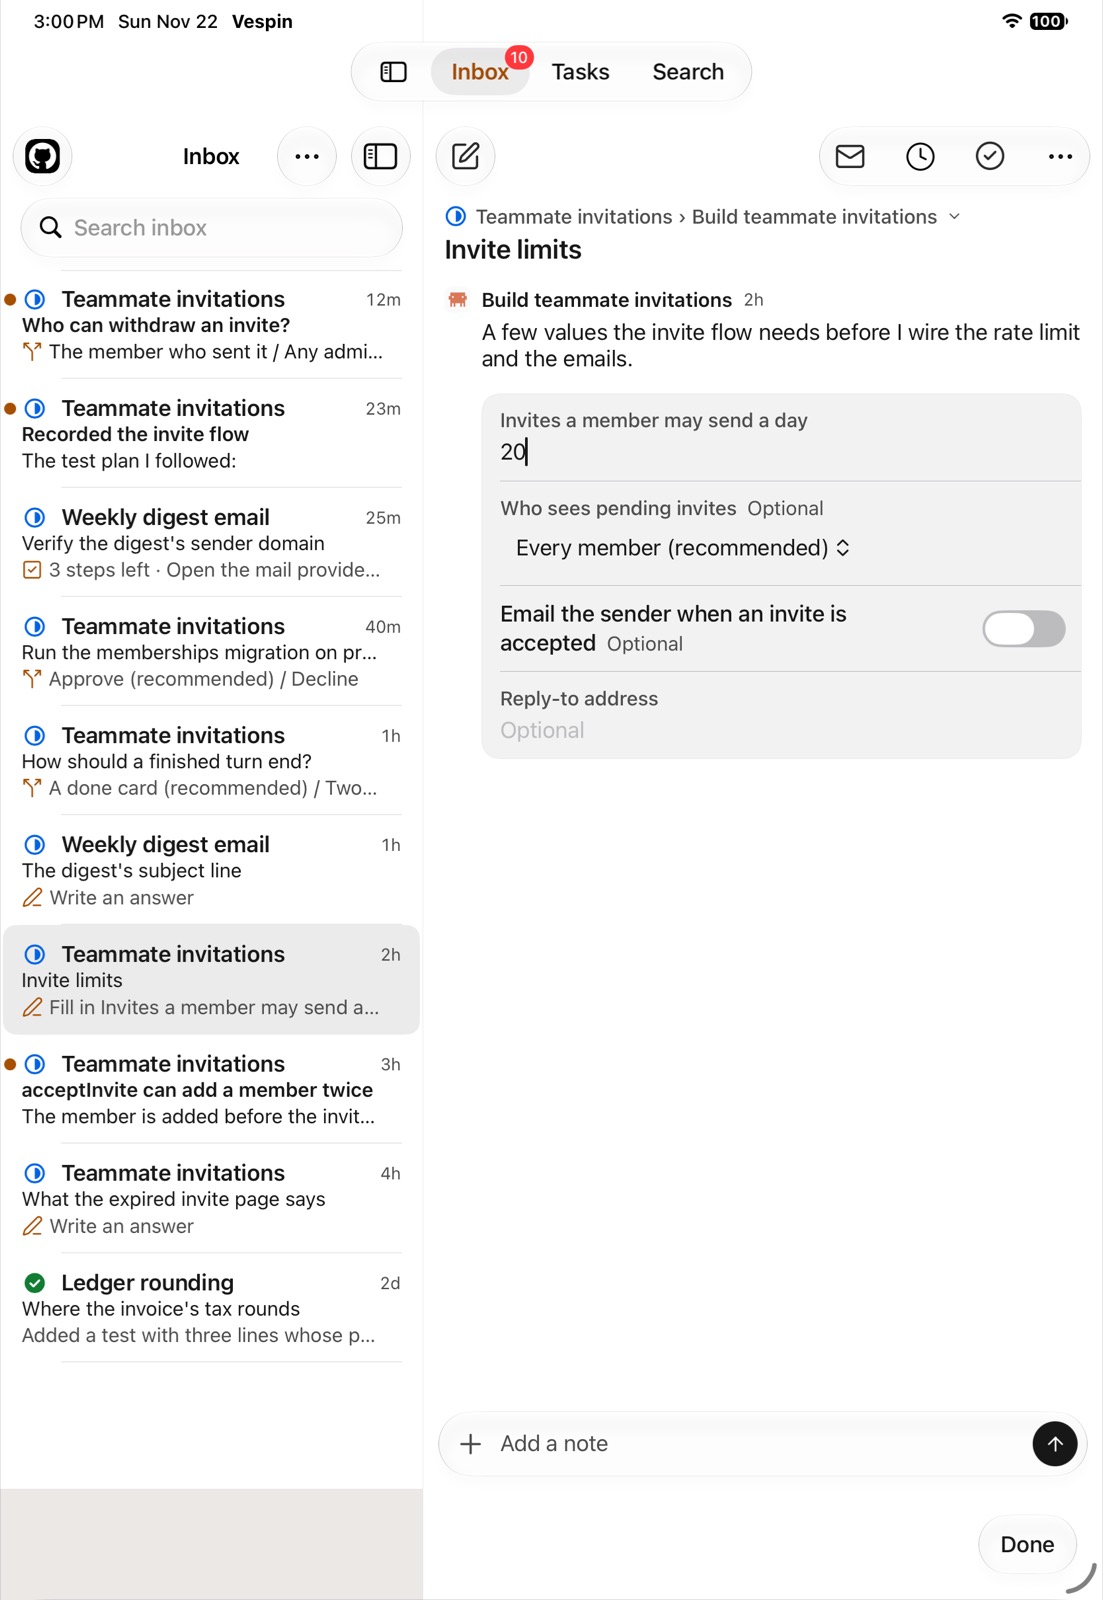 3:00 PM Sun Nov 22 Vespin
100
Inbox 10 Tasks Search
Inbox
Search inbox
Teammate invitations 12m
Who can withdraw an invite?
The member who sent it / Any admi...
Teammate invitations 23m
Recorded the invite flow
The test plan I followed:
Weekly digest email 25m
Verify the digest's sender domain
3 steps left · Open the mail provide...
Teammate invitations 40m
Run the memberships migration on pr...
Approve (recommended) / Decline
Teammate invitations 1h
How should a finished turn end?
A done card (recommended) / Two...
Weekly digest email 1h
The digest's subject line
Write an answer
Teammate invitations 2h
Invite limits
Fill in Invites a member may send a...
Teammate invitations 3h
acceptInvite can add a member twice
The member is added before the invit...
Teammate invitations 4h
What the expired invite page says
Write an answer
Ledger rounding 2d
Where the invoice's tax rounds
Added a test with three lines whose p...
Teammate invitations › Build teammate invitations
Invite limits
Build teammate invitations 2h
A few values the invite flow needs before I wire the rate limit
and the emails.
Invites a member may send a day
20
Who sees pending invites Optional
Every member (recommended)
Email the sender when an invite is
accepted Optional
Reply-to address
Optional
Add a note
Done